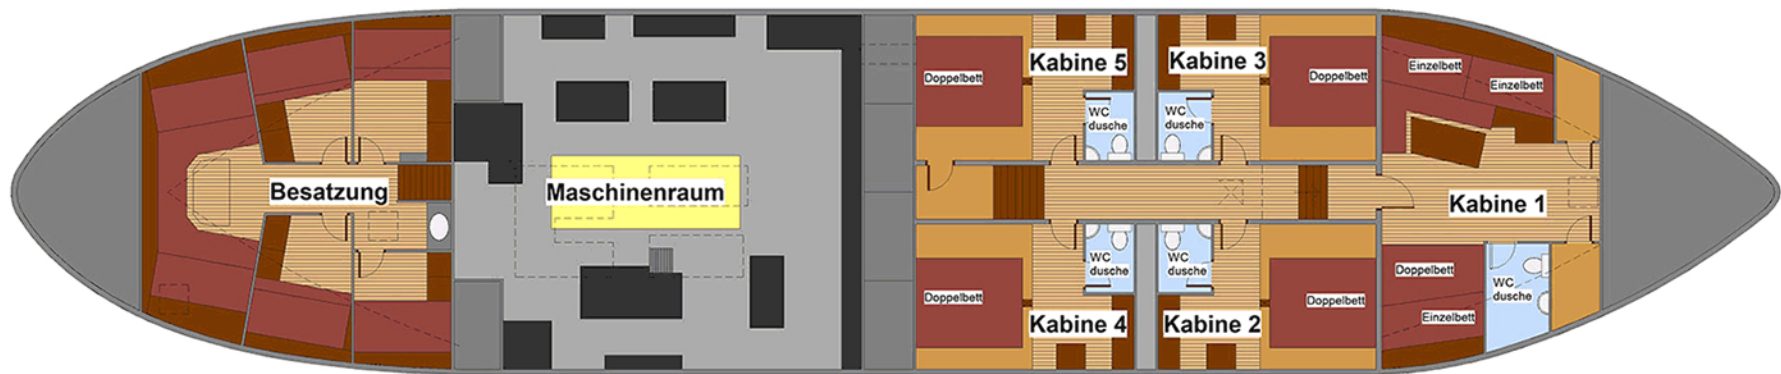 Besatzung
Maschinenraum
Doppelbett
Kabine 5
WC
dusche
Kabine 3
WC
dusche
Doppelbett
Einzelbett
Einzelbett
Kabine 1
Doppelbett
WC
dusche
Kabine 4
WC
dusche
Kabine 2
Doppelbett
Doppelbett
Einzelbett
WC
dusche